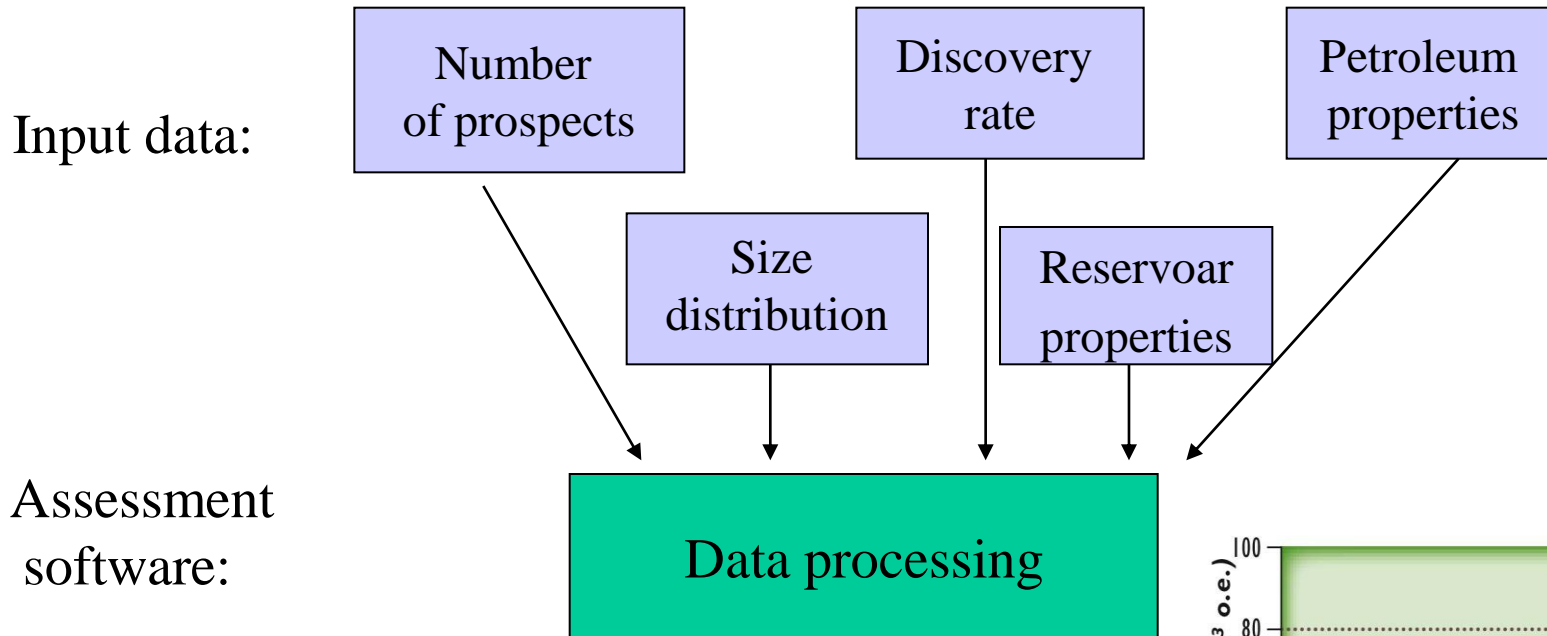 Number
of prospects
Discovery
rate
Petroleum
properties
Input data:
Size
distribution
Reservoar
properties
Assessment
software:
Data processing
100
80
³ o.e.)